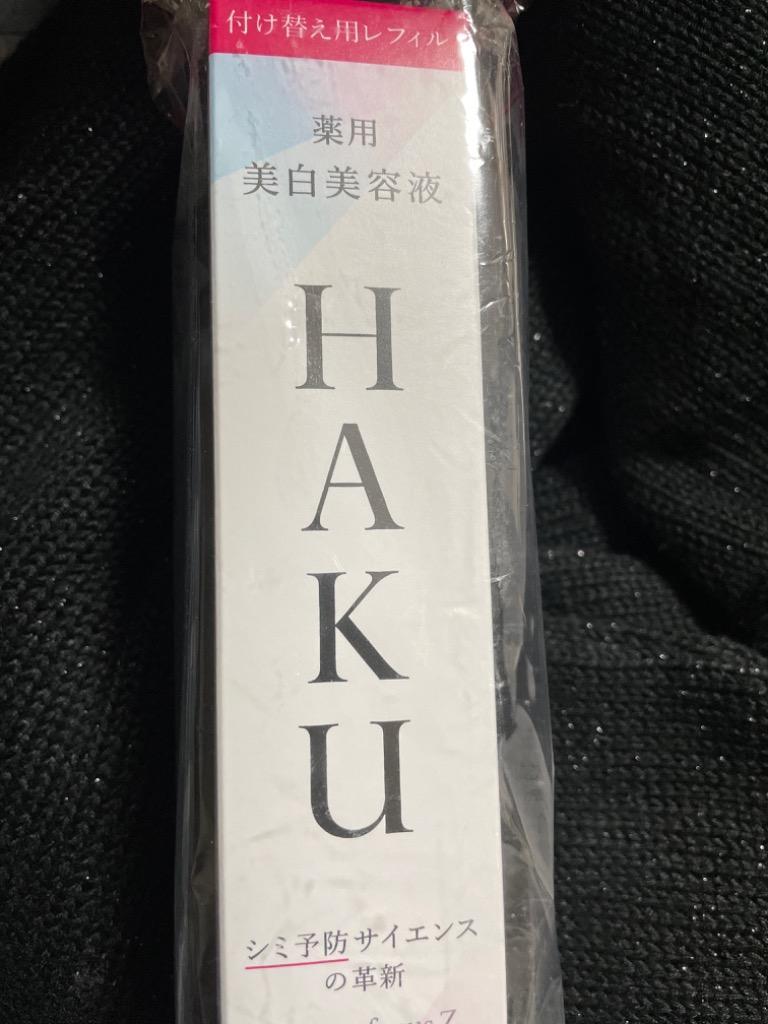 付け替え用レフィル
薬用
美白美容液
HAKU
シミ予防サイエンス
の革新
Z